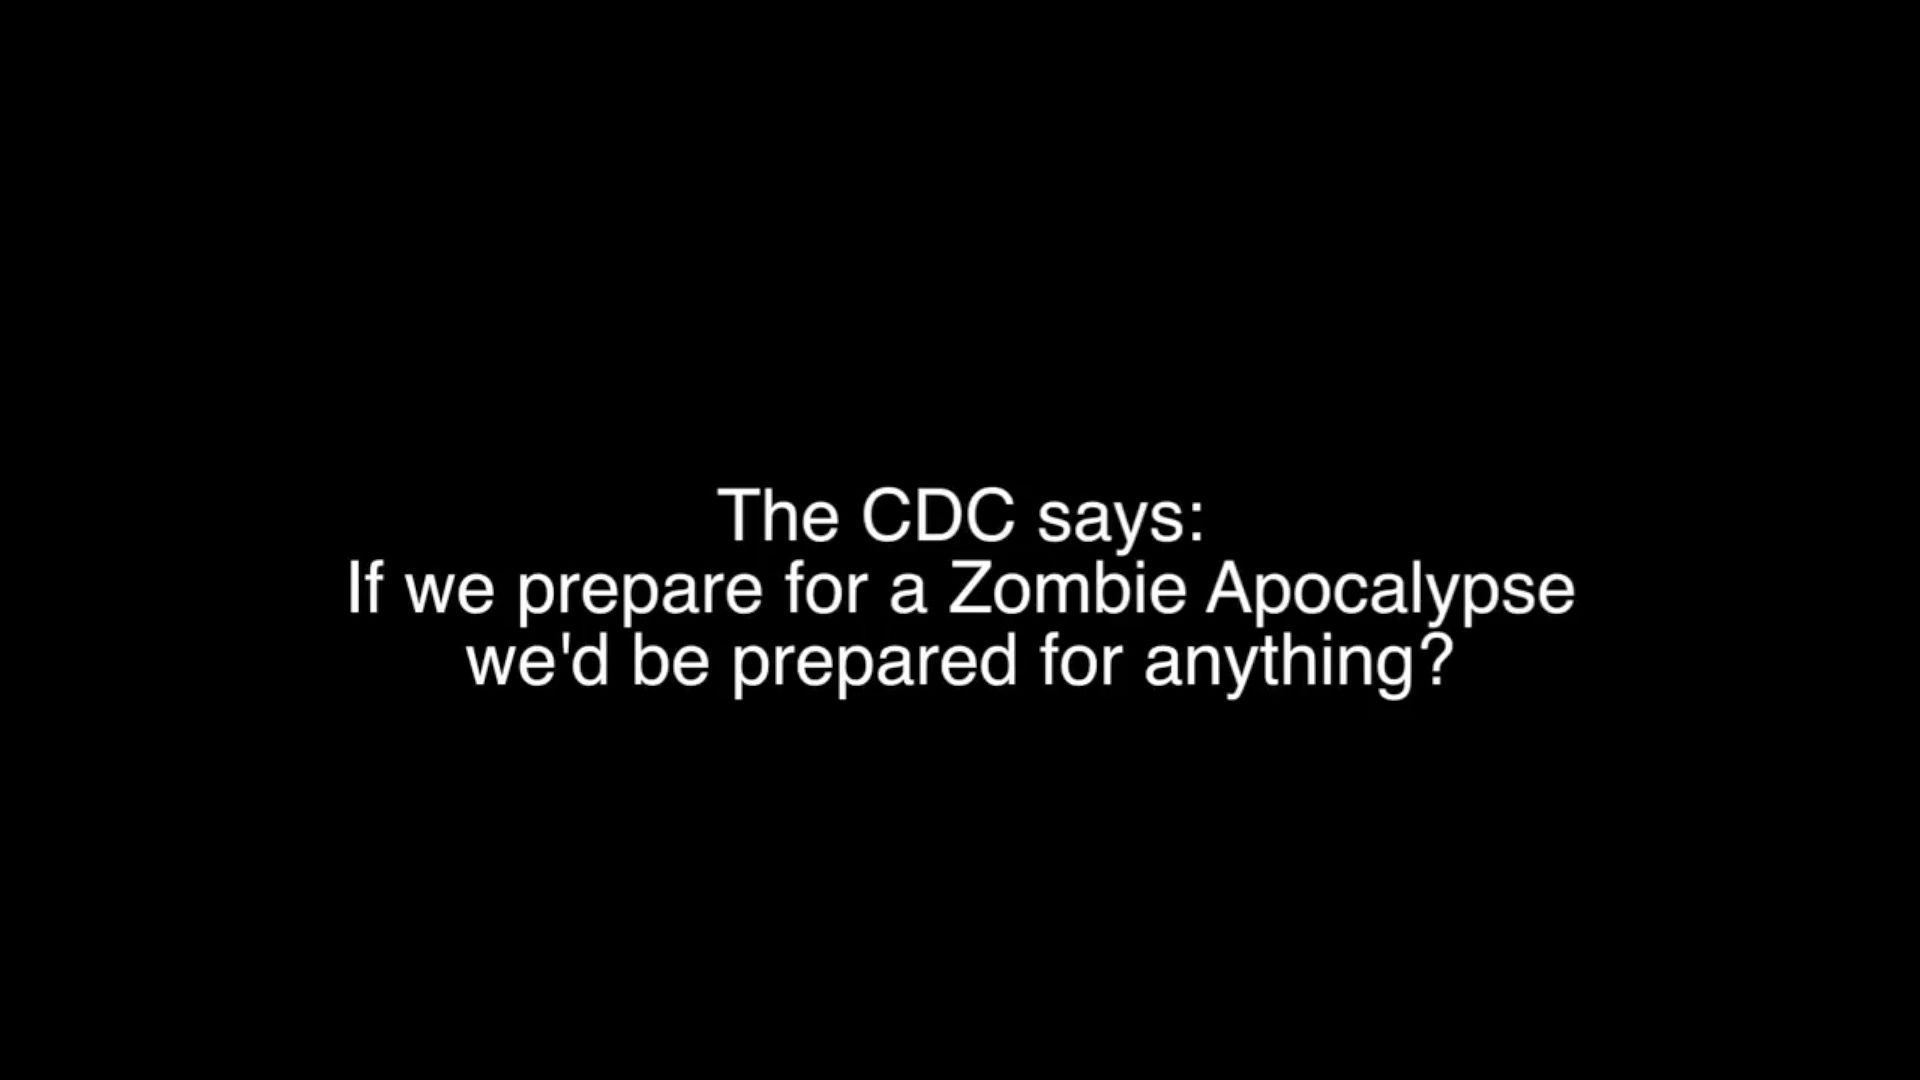 The CDC says:
If we prepare for a Zombie Apocalypse
we'd be prepared for anything?